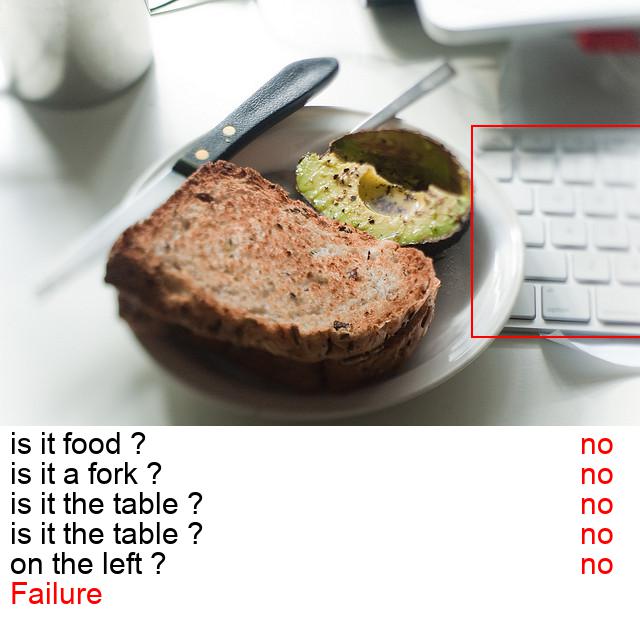 is it food ? no
is it a fork ? no
is it the table ? no
is it the table ? no
on the left ? no
Failure